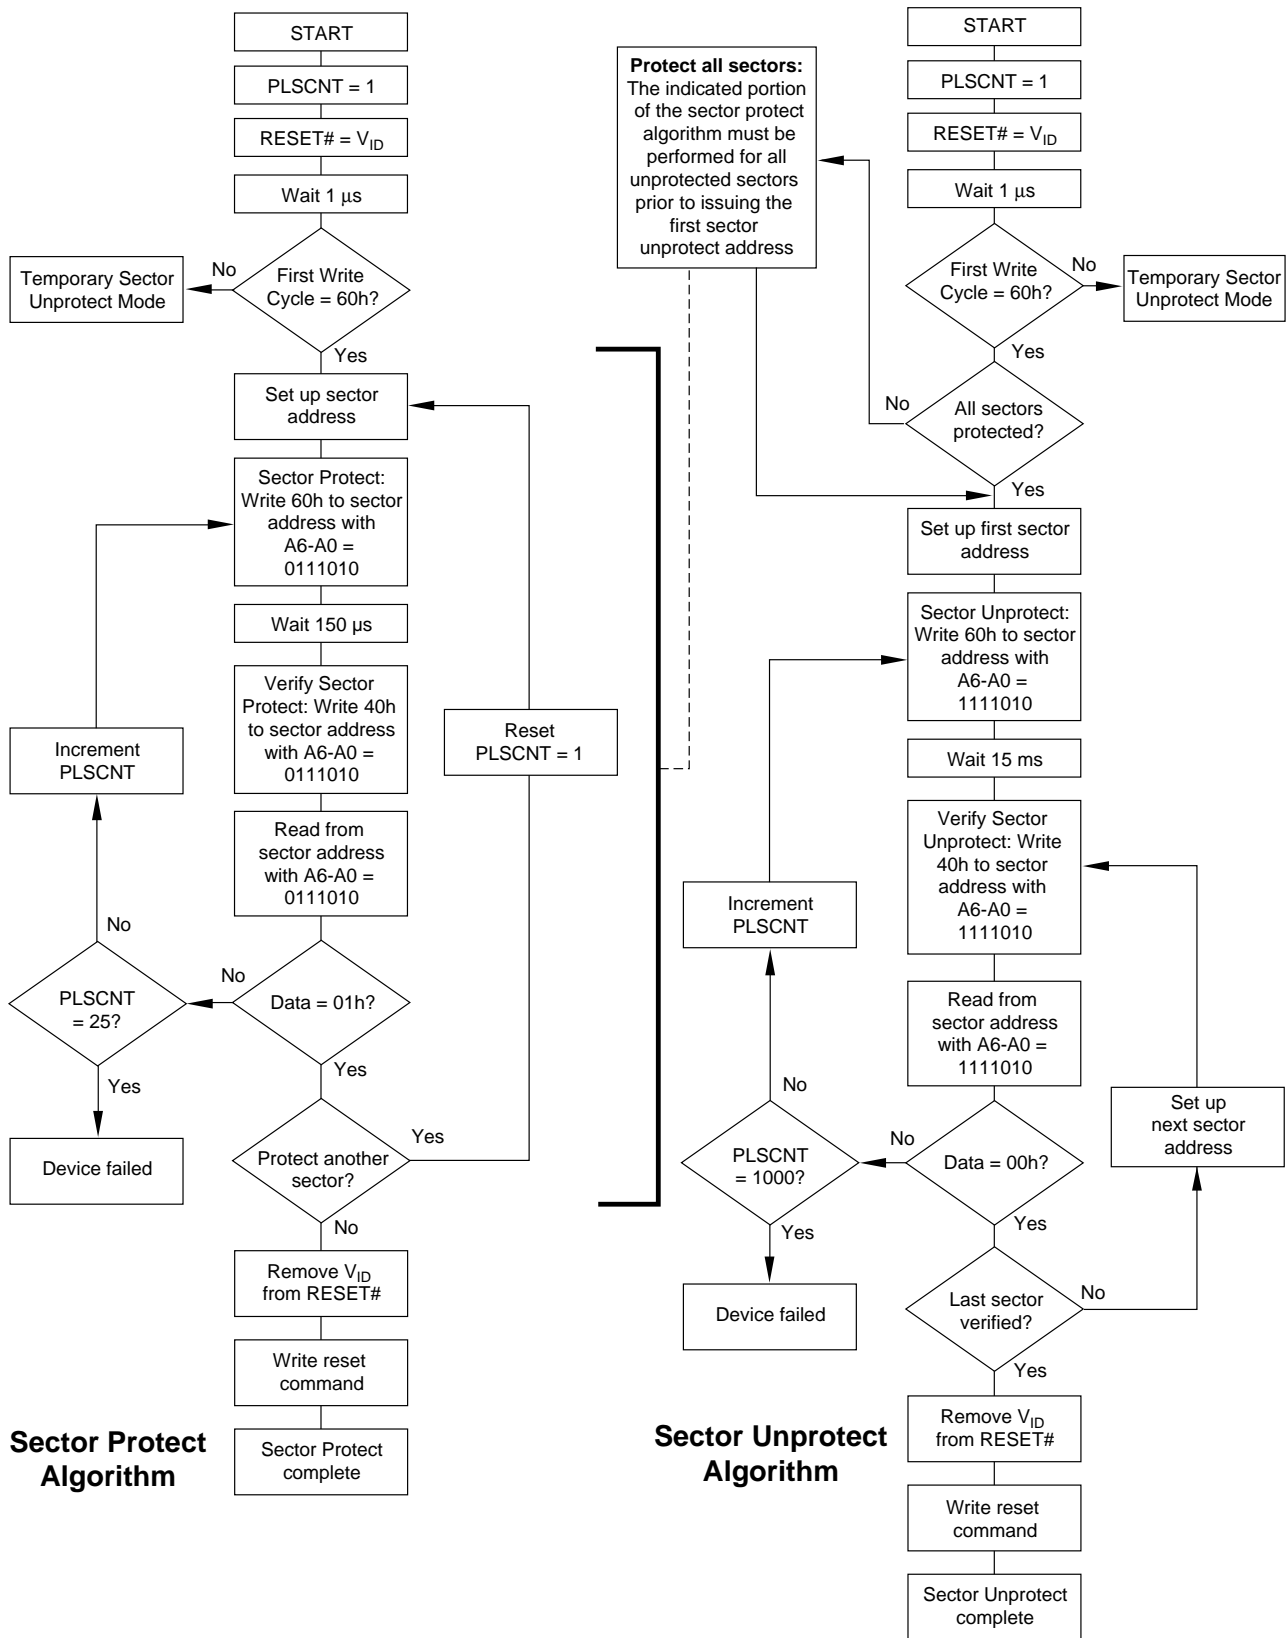 START
PLSCNT = 1
RESET# = VID
Wait 1 μs
First Write
Cycle = 60h?
No
Temporary Sector
Unprotect Mode
Yes
Set up sector
address
Sector Protect:
Write 60h to sector
address with
A6-A0 =
0111010
Wait 150 µs
Verify Sector
Protect: Write 40h
to sector address
with A6-A0 =
0111010
Increment
PLSCNT
Reset
PLSCNT = 1
Read from
sector address
with A6-A0 =
0111010
No
PLSCNT
= 25?
No
Data = 01h?
Yes
Yes
Device failed
Protect another
sector?
Yes
No
Remove VID
from RESET#
Write reset
command
Sector Protect
complete
Sector Protect
Algorithm
Protect all sectors:
The indicated portion
of the sector protect
algorithm must be
performed for all
unprotected sectors
prior to issuing the
first sector
unprotect address
START
PLSCNT = 1
RESET# = VID
Wait 1 μs
First Write
Cycle = 60h?
No
Temporary Sector
Unprotect Mode
Yes
No
All sectors
protected?
Yes
Set up first sector
address
Sector Unprotect:
Write 60h to sector
address with
A6-A0 =
1111010
Wait 15 ms
Verify Sector
Unprotect: Write
40h to sector
address with
A6-A0 =
1111010
Increment
PLSCNT
Read from
sector address
with A6-A0 =
1111010
No
PLSCNT
= 1000?
No
Data = 00h?
Set up
next sector
address
Yes
Yes
Device failed
Last sector
verified?
No
Yes
Remove VID
from RESET#
Write reset
command
Sector Unprotect
complete
Sector Unprotect
Algorithm